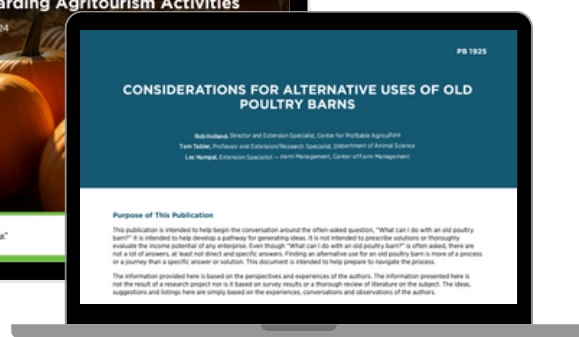 arding Agritourism Activities
24
PB 1925
CONSIDERATIONS FOR ALTERNATIVE USES OF OLD
POULTRY BARNS
Rob Holland, Director and Extension Specialist, Center for Profitable Agriculture
Tom Tabler, Professor and Extension/Research Specialist, Department of Animal Science
Les Humpal, Extension Specialist — Farm Management, Center of Farm Management
Purpose of This Publication
This publication is intended to help begin the conversation around the often-asked question, "What can I do with an old poultry
barn?" It is intended to help develop a pathway for generating ideas. It is not intended to prescribe solutions or thoroughly
evaluate the income potential of any enterprise. Even though "What can I do with an old poultry barn?" is often asked, there are
not a lot of answers, at least not direct and specific answers. Finding an alternative use for an old poultry barn is more of a process
or a journey than a specific answer or solution. This document is intended to help prepare to navigate the process.
The information provided here is based on the perspectives and experiences of the authors. The information presented here is
not the result of a research project nor is it based on survey results or a thorough review of literature on the subject. The ideas,
suggestions and listings here are simply based on the experiences, conversations and observations of the authors.